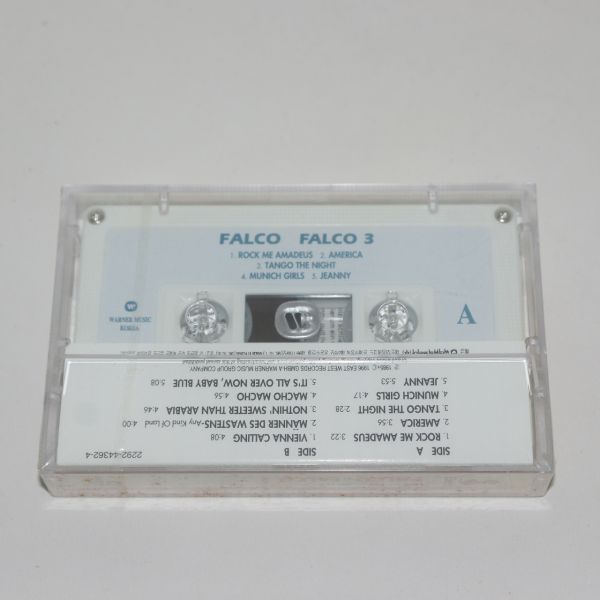 FALCO FALCO 3
1. ROCK ME AMADEUS 2. AMERICA
3. TANGO THE NIGHT
4. MUNICH GIRLS 5. JEANNY
WARNER MUSIC
KOREA
A
SIDE A
1. ROCK ME AMADEUS 3:22
2. AMERICA 3:56
3. TANGO THE NIGHT 2:28
4. MUNICH GIRLS 4:17
5. JEANNY 5:53
SIDE B
1. VIENNA CALLING 4:08
2. MÄNNER DES WASTENS-Any Kind Of Land 4:00
3. NOTHIN' SWEETER THAN ARABIA 4:46
4. MACHO MACHO 4:56
5. IT'S ALL OVER NOW, BABY BLUE 5:08
2292-44362-4
EAST WEST RECORDS GMBH·A WARNER MUSIC GROUP COMPANY